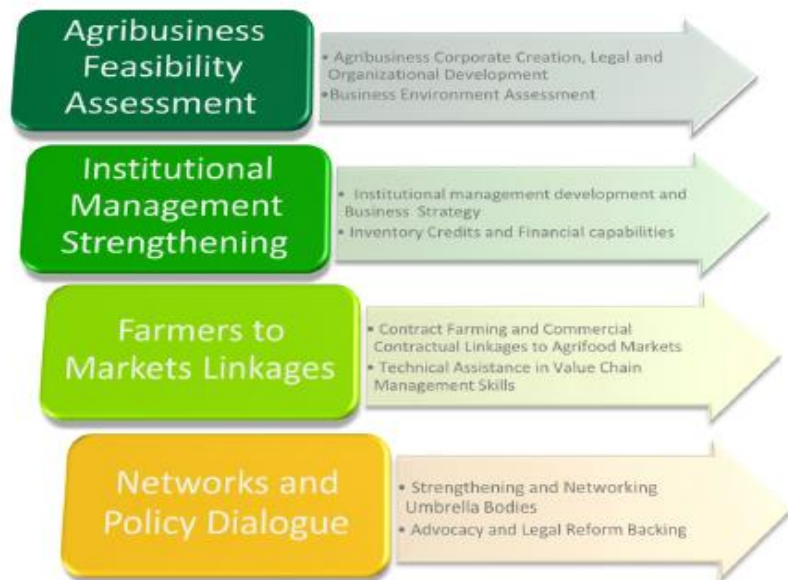 Agribusiness
Feasibility
Assessment
• Agribusiness Corporate Creation, Legal and
Organizational Development
•Business Environment Assessment
Institutional
Management
Strengthening
• Institutional management development and
Business Strategy
• Inventory Credits and Financial capabilities
Farmers to
Markets Linkages
• Contract Farming and Commercial
Contractual Linkages to Agrifood Markets
• Technical Assistance in Value Chain
Management Skills
Networks and
Policy Dialogue
• Strengthening and Networking
Umbrella Bodies
• Advocacy and Legal Reform Backing